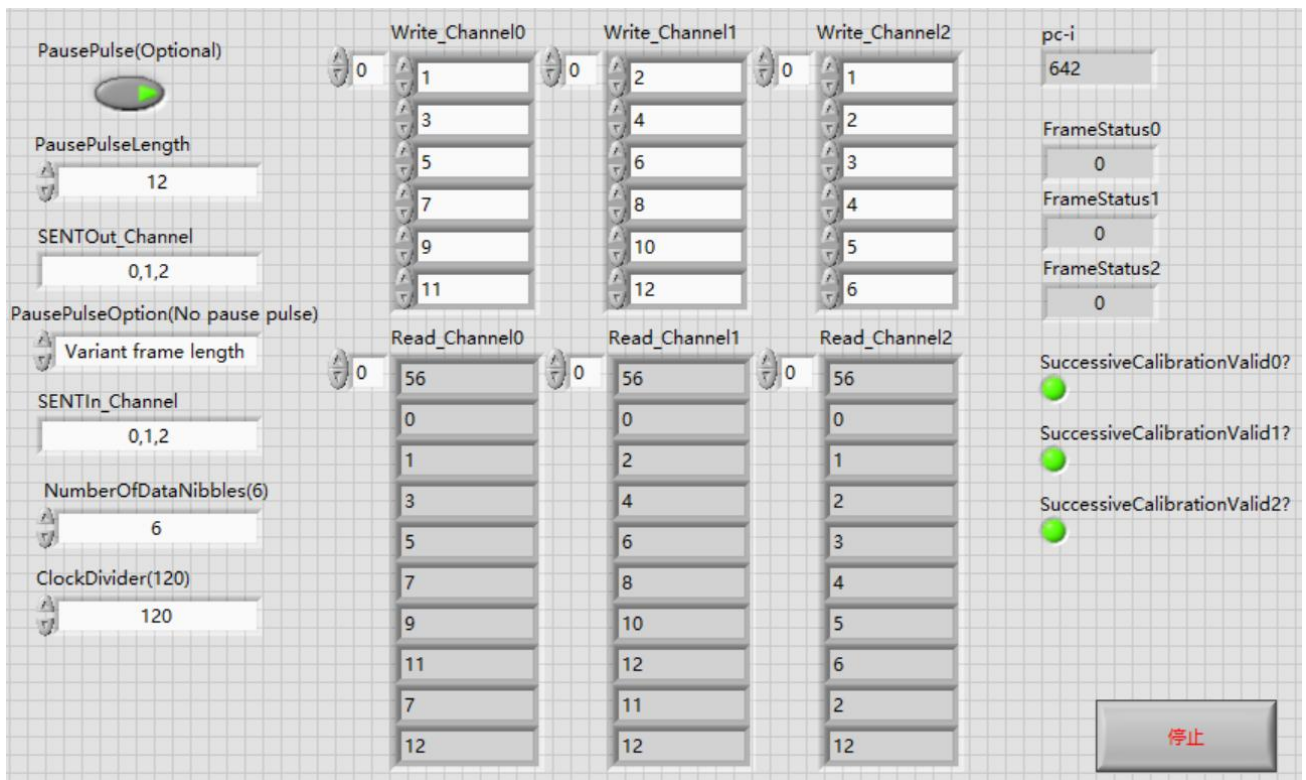 PausePulse(Optional)
PausePulseLength
12
SENTOut_Channel
0,1,2
PausePulseOption(No pause pulse)
Variant frame length
SENTIn_Channel
0,1,2
NumberOfDataNibbles(6)
6
ClockDivider(120)
120
Write_Channel0
0
1
3
5
7
9
11
Write_Channel1
0
2
4
6
8
10
12
Write_Channel2
0
1
2
3
4
5
6
Read_Channel0
0
56
0
1
3
5
7
9
11
7
12
Read_Channel1
0
56
0
2
4
6
8
10
12
11
12
Read_Channel2
0
56
0
1
2
3
4
5
6
2
12
pc-i
642
FrameStatus0
0
FrameStatus1
0
FrameStatus2
0
SuccessiveCalibrationValid0?
SuccessiveCalibrationValid1?
SuccessiveCalibrationValid2?
停止